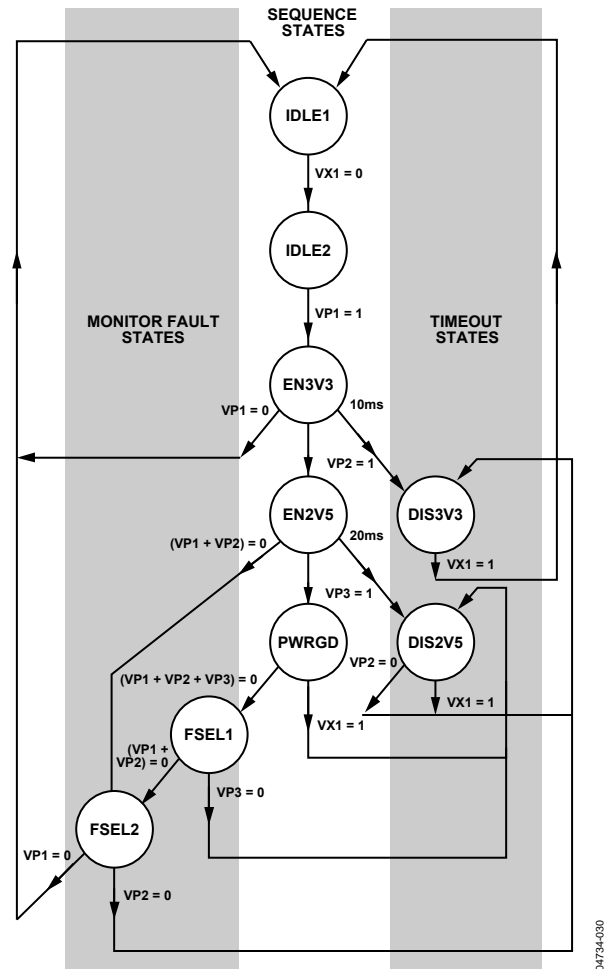 SEQUENCE
STATES
IDLE1
VX1 = 0
IDLE2
VP1 = 1
MONITOR FAULT
STATES
TIMEOUT
STATES
EN3V3
10ms
VP1 = 0
VP2 = 1
EN2V5
DIS3V3
20ms
(VP1 + VP2) = 0
VX1 = 1
VP3 = 1
PWRGD
DIS2V5
VP2 = 0
(VP1 + VP2 + VP3) = 0
VX1 = 1
FSEL1
VX1 = 1
(VP1 +
VP2) = 0
VP3 = 0
FSEL2
VP1 = 0
VP2 = 0
04734-030